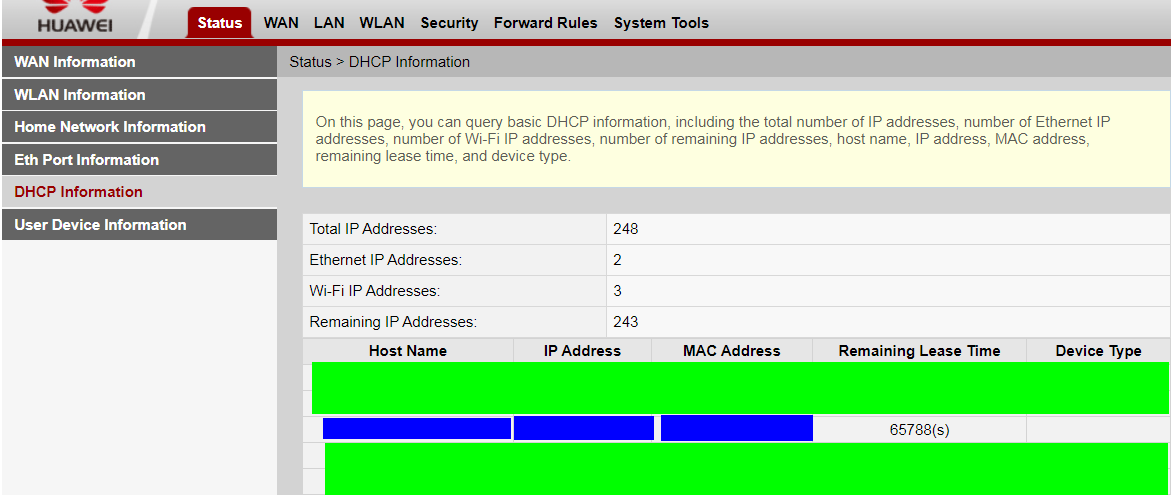 HUAWEI
Status WAN LAN WLAN Security Forward Rules System Tools
WAN Information
WLAN Information
Home Network Information
Eth Port Information
DHCP Information
User Device Information
Status > DHCP Information
On this page, you can query basic DHCP information, including the total number of IP addresses, number of Ethernet IP
addresses, number of Wi-Fi IP addresses, number of remaining IP addresses, host name, IP address, MAC address,
remaining lease time, and device type.
Total IP Addresses: 248
Ethernet IP Addresses: 2
Wi-Fi IP Addresses: 3
Remaining IP Addresses: 243
Host Name IP Address MAC Address Remaining Lease Time Device Type
65788(s)